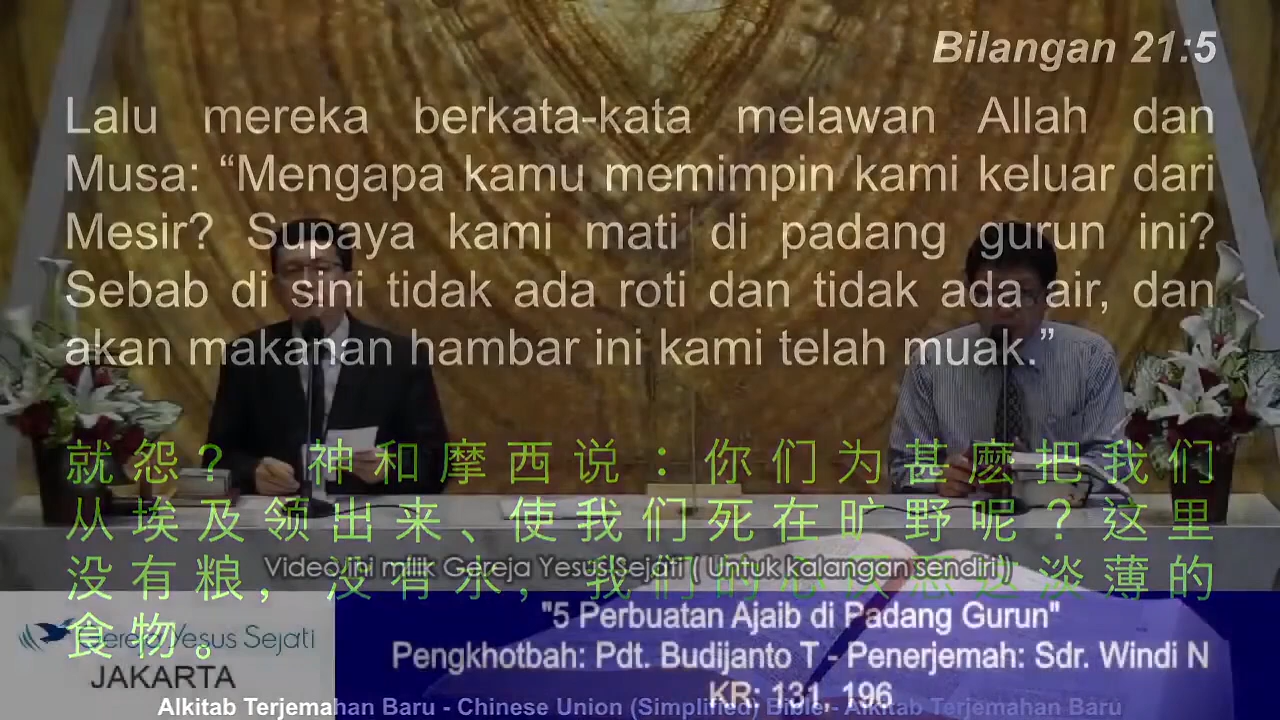 Bilangan 21:5
Lalu mereka berkata-kata melawan Allah dan
Musa: “Mengapa kamu memimpin kami keluar dari
Mesir? Supaya kami mati di padang gurun ini?
Sebab di sini tidak ada roti dan tidak ada air, dan
akan makanan hambar ini kami telah muak.”
就怨？ 神和摩西说：你们为甚麽把我们
从埃及领出来、使我们死在旷野呢？这里
没有粮，没有水，我们的心厌恶这淡薄的
食物。
Video ini milik Gereja Yesus Sejati ( Untuk kalangan sendiri )
"5 Perbuatan Ajaib di Padang Gurun"
Pengkhotbah: Pdt. Budijanto T - Penerjemah: Sdr. Windi N
KR: 131, 196
Gereja Yesus Sejati
JAKARTA
Alkitab Terjemahan Baru - Chinese Union (Simplified) Bible - Alkitab Terjemahan Baru